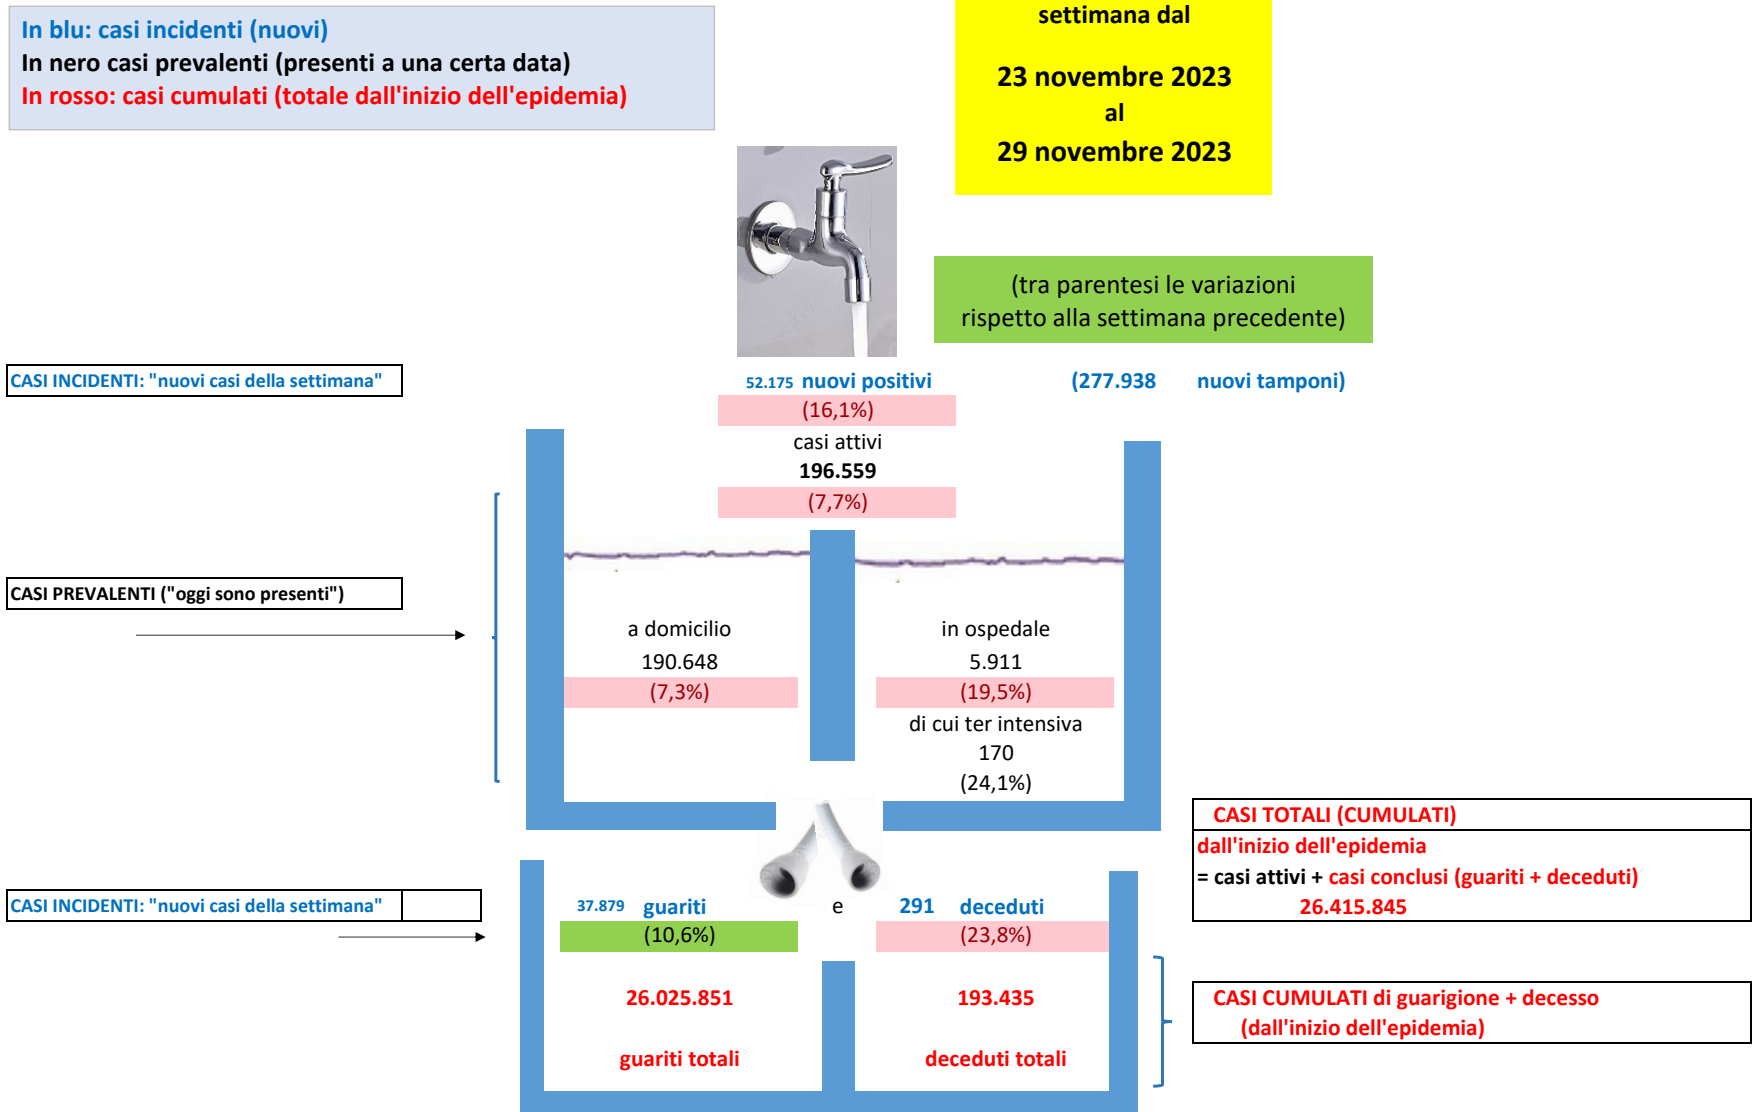 In blu: casi incidenti (nuovi)
In nero casi prevalenti (presenti a una certa data)
In rosso: casi cumulati (totale dall'inizio dell'epidemia)
settimana dal
23 novembre 2023
al
29 novembre 2023
(tra parentesi le variazioni
rispetto alla settimana precedente)
CASI INCIDENTI: "nuovi casi della settimana"
52.175 nuovi positivi
(277.938 nuovi tamponi)
(16,1%)
casi attivi
196.559
(7,7%)
CASI PREVALENTI ("oggi sono presenti")
a domicilio
190.648
(7,3%)
in ospedale
5.911
(19,5%)
di cui ter intensiva
170
(24,1%)
CASI TOTALI (CUMULATI)
dall'inizio dell'epidemia
= casi attivi + casi conclusi (guariti + deceduti)
26.415.845
CASI INCIDENTI: "nuovi casi della settimana"
37.879 guariti
e
291 deceduti
(10,6%)
(23,8%)
26.025.851
193.435
guariti totali
deceduti totali
CASI CUMULATI di guarigione + decesso
(dall'inizio dell'epidemia)